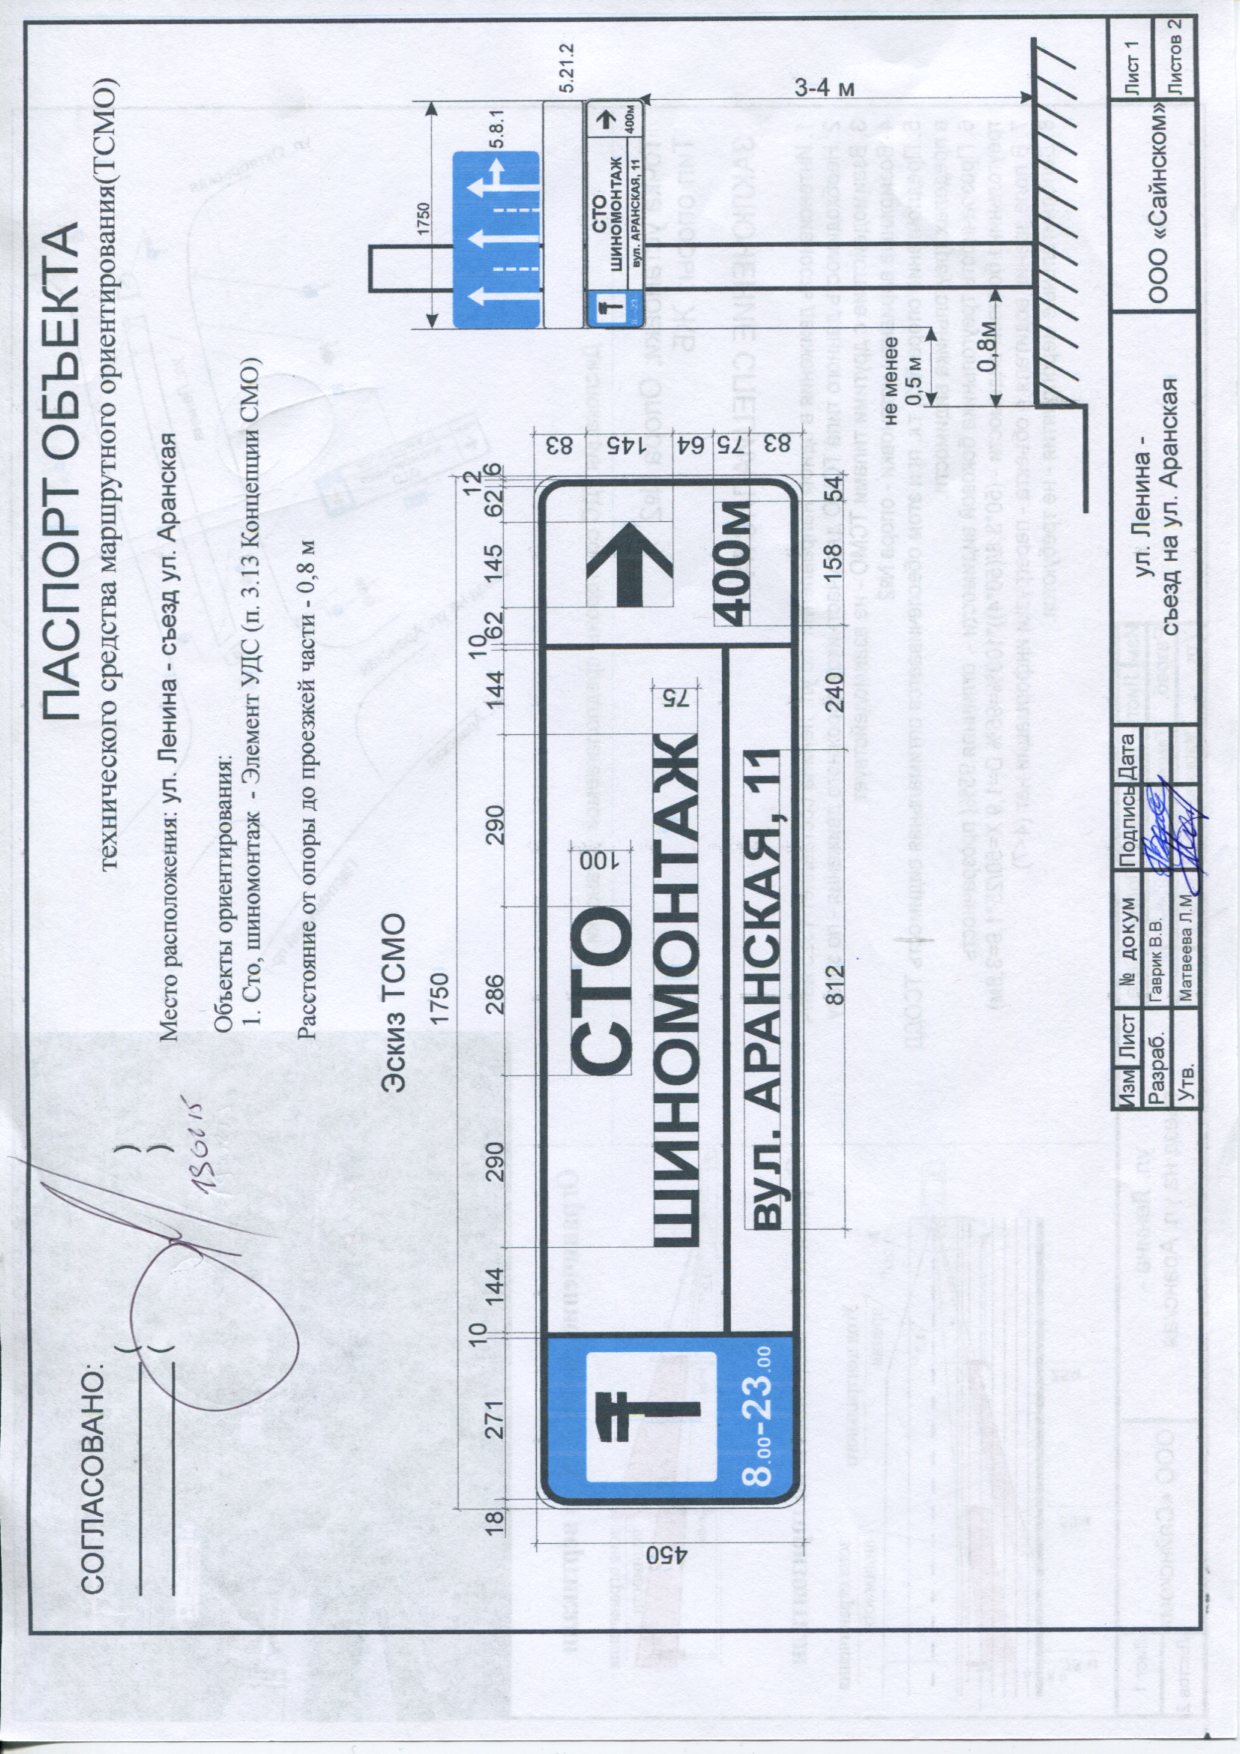 ПАСПОРТ ОБЪЕКТА
технического средства маршрутного ориентирования(ТСМО)
СОГЛАСОВАНО:
( )
( )
Место расположения: ул. Ленина - съезд ул. Аранская
Объекты ориентирования:
1. Сто, шиномонтаж - Элемент УДС (п. 3.13 Концепции СМО)
Расстояние от опоры до проезжей части - 0,8 м
Эскиз ТСМО
1750
18 271 10 144 290 286 290 144 10 62 145 62 12 6
450
8.00-23.00
СТО
100
ШИНОМОНТАЖ
75
вул. АРАНСКАЯ, 11
400м
83
145
64
75
83
812 240 158 54
1750
5.8.1
5.21.2
СТО
ШИНОМОНТАЖ
вул. АРАНСКАЯ, 11
400м
3-4 м
не менее
0,5 м
0,8м
Изм Лист № докум Подпись Дата
Разраб. Гаврик В.В.
Утв. Матвеева Л.М
ул. Ленина -
съезд на ул. Аранская
ООО «Сайнском»
Лист 1
Листов 2